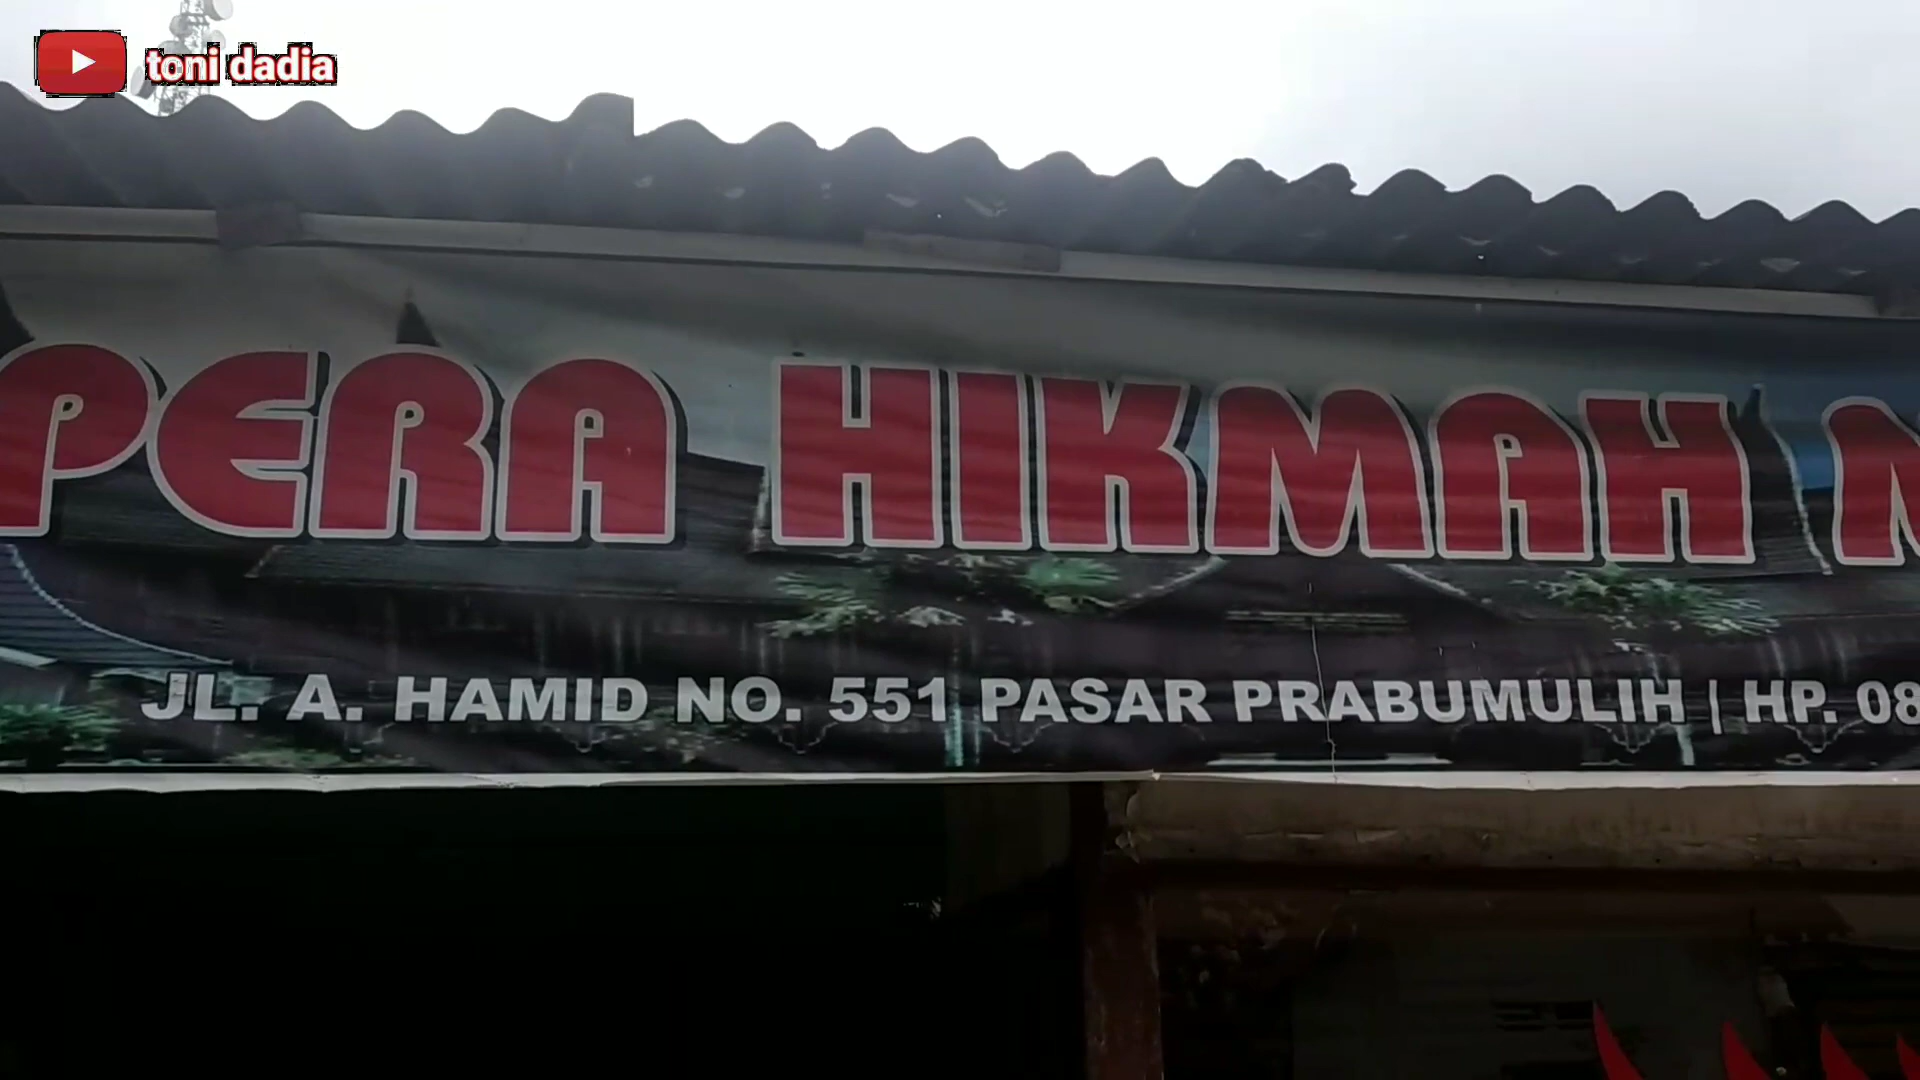 toni dadia
PERA HIKMAH
JL. A. HAMID NO. 551 PASAR PRABUMULIH | HP. 08